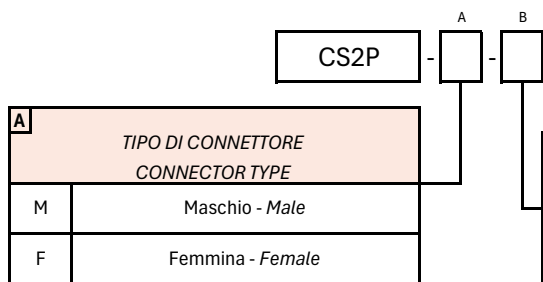 A B
CS2P - -
A
TIPO DI CONNETTORE
CONNECTOR TYPE
M Maschio - Male
F Femmina - Female